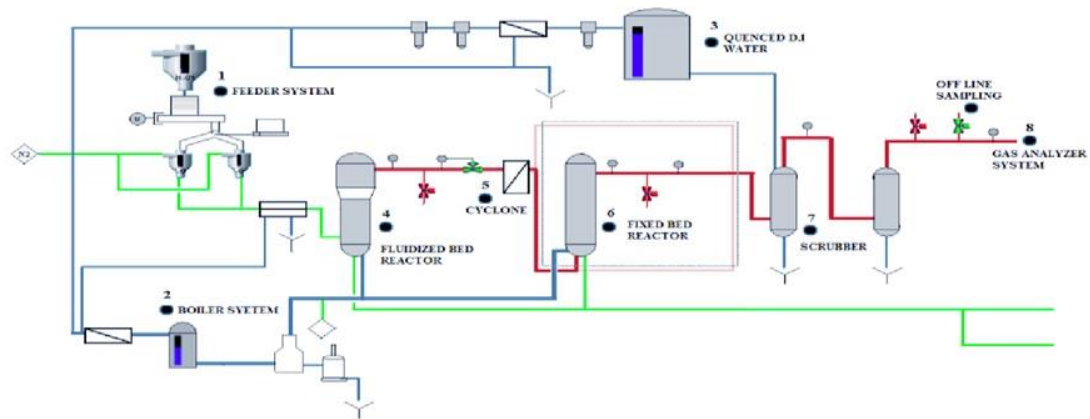 3
QUENCED D.I
WATER
1
FEEDER SYSTEM
OFF LINE
SAMPLING
8
GAS ANALYZER
SYSTEM
N2
5
CYCLONE
4
FLUIDIZED BED
REACTOR
6
FIXED BED
REACTOR
7
SCRUBBER
2
BOILER SYETEM